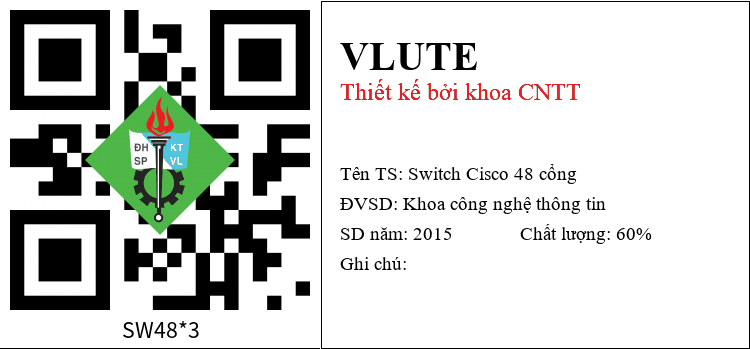 ĐH KT
SP VL
SW48*3
VLUTE
Thiết kế bởi khoa CNTT
Tên TS: Switch Cisco 48 cổng
ĐVSD: Khoa công nghệ thông tin
SD năm: 2015 Chất lượng: 60%
Ghi chú: